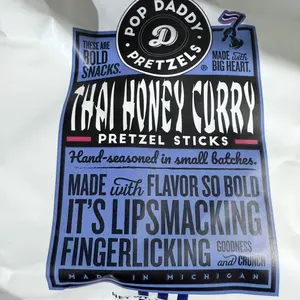 POP DADDY
D
PRETZELS ®
THESE ARE
BOLD
SNACKS.
MADE with
BIG HEART.
THAI HONEY CURRY
PRETZEL STICKS
Hand-seasoned in small batches.
MADE with FLAVOR SO BOLD
IT'S LIPSMACKING
FINGERLICKING GOODNESS
and CRUNCH
MADE IN MICHIGAN